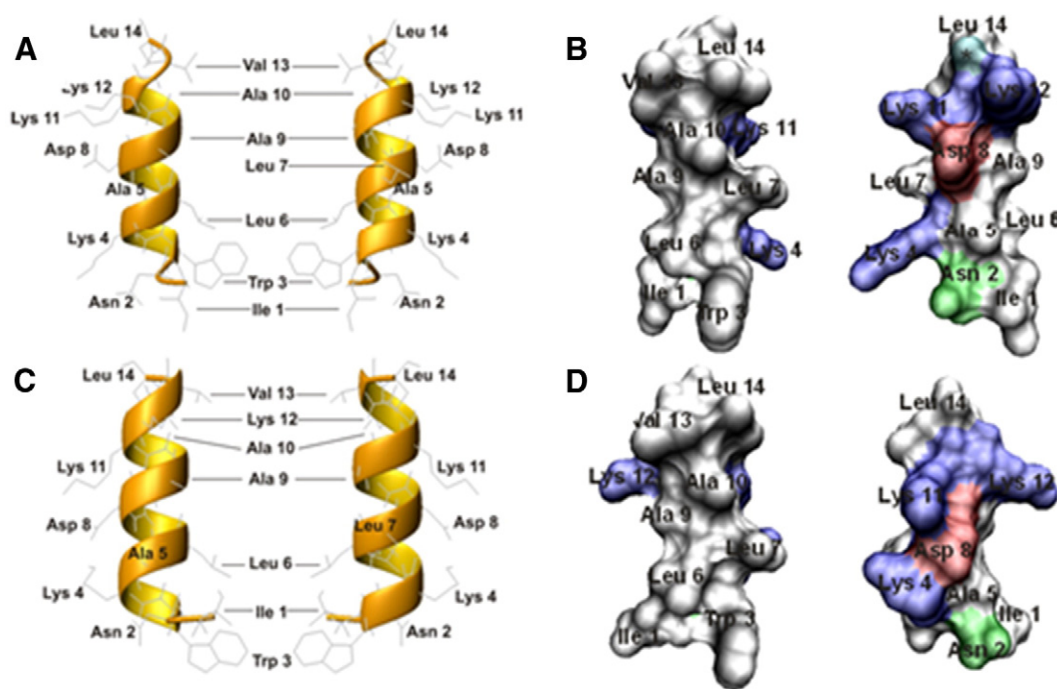 A
Leu 14
Leu 14
Val 13
Lys 12
Lys 12
Ala 10
Lys 11
Lys 11
Ala 9
Asp 8
Asp 8
Leu 7
Ala 5
Ala 5
Leu 6
Lys 4
Lys 4
Trp 3
Asn 2
Asn 2
Ile 1
B
Leu 14
Ala 10
Lys 11
Ala 9
Leu 7
Leu 6
Lys 4
Ile 1
Trp 3
Leu 14
Lys 11
Lys 12
Asp 8
Ala 9
Leu 7
Ala 5
Asn 2
Ile 1
C
Leu 14
Leu 14
Val 13
Lys 12
Ala 10
Lys 11
Lys 11
Ala 9
Asp 8
Asp 8
Leu 7
Ala 5
Leu 6
Lys 4
Lys 4
Ile 1
Asn 2
Asn 2
Trp 3
D
Leu 14
Val 13
Lys 12
Ala 10
Ala 9
Leu 7
Leu 6
Trp 3
Ile 1
Leu 14
Lys 11
Lys 12
Asp 8
Lys 4
Ala 5
Ile 1
Asn 2